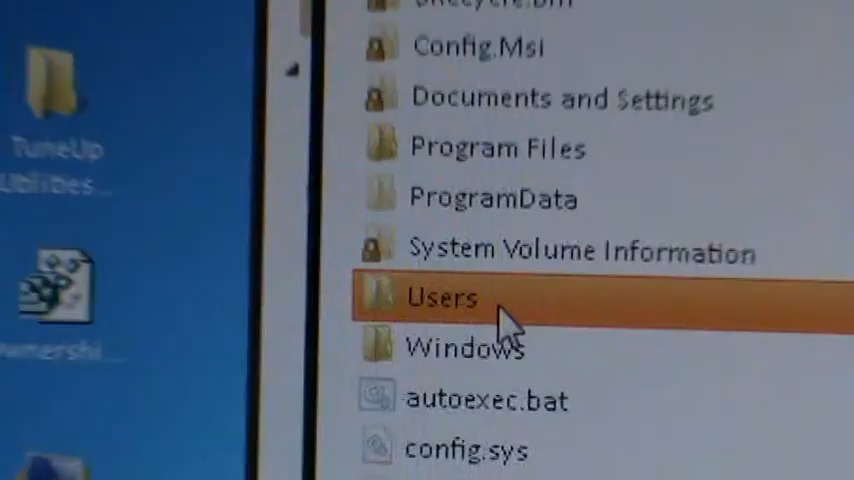 TuneUp
Utilities...
Config.Msi
Documents and Settings
Program Files
ProgramData
System Volume Information
Users
Windows
autoexec.bat
config.sys